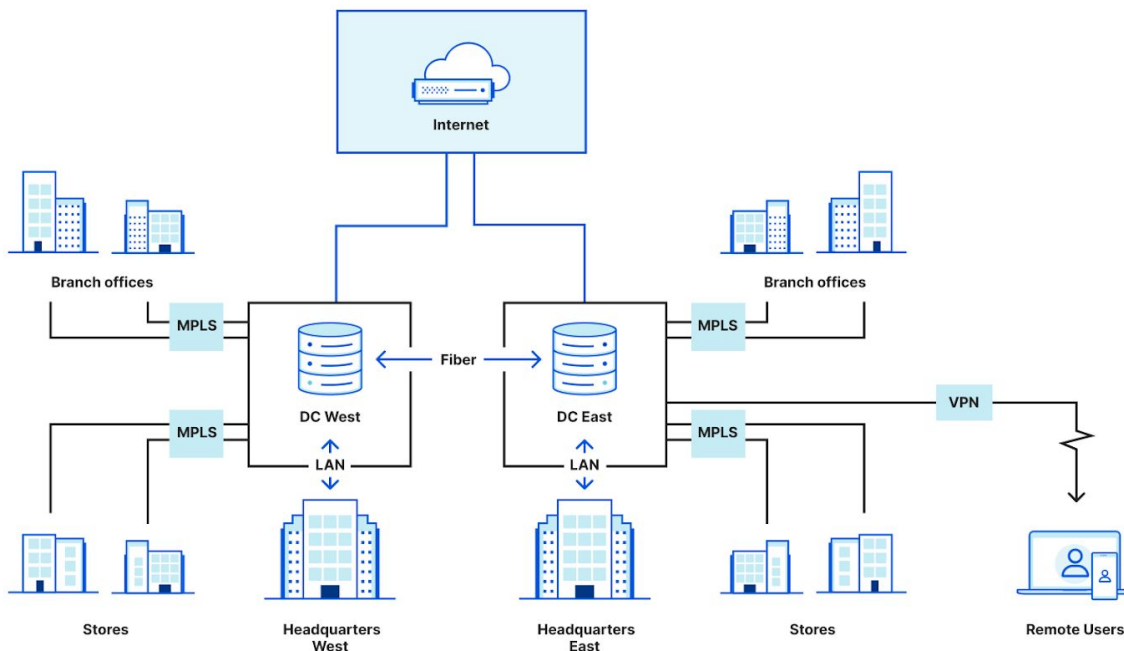 Internet
Branch offices
Branch offices
MPLS
MPLS
Fiber
DC West
DC East
VPN
MPLS
MPLS
LAN
LAN
Stores
Headquarters
West
Headquarters
East
Stores
Remote Users